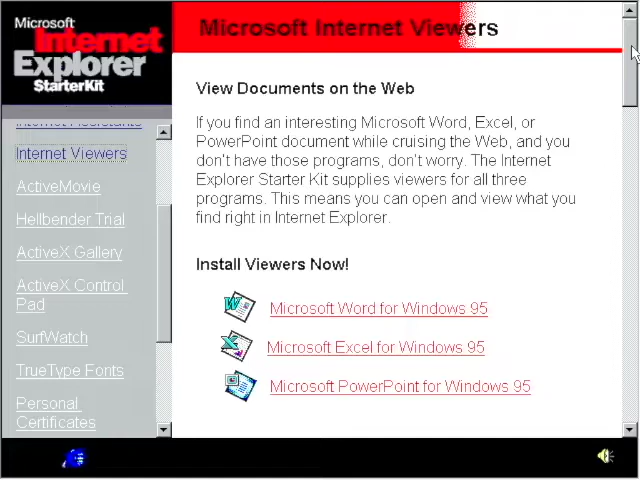 Microsoft
Internet
Explorer
StarterKit
Microsoft Internet Viewers
Internet Assistants
Internet Viewers
ActiveMovie
Hellbender Trial
ActiveX Gallery
ActiveX Control
Pad
SurfWatch
TrueType Fonts
Personal
Certificates
View Documents on the Web
If you find an interesting Microsoft Word, Excel, or
PowerPoint document while cruising the Web, and you
don't have those programs, don't worry. The Internet
Explorer Starter Kit supplies viewers for all three
programs. This means you can open and view what you
find right in Internet Explorer.
Install Viewers Now!
Microsoft Word for Windows 95
Microsoft Excel for Windows 95
Microsoft PowerPoint for Windows 95